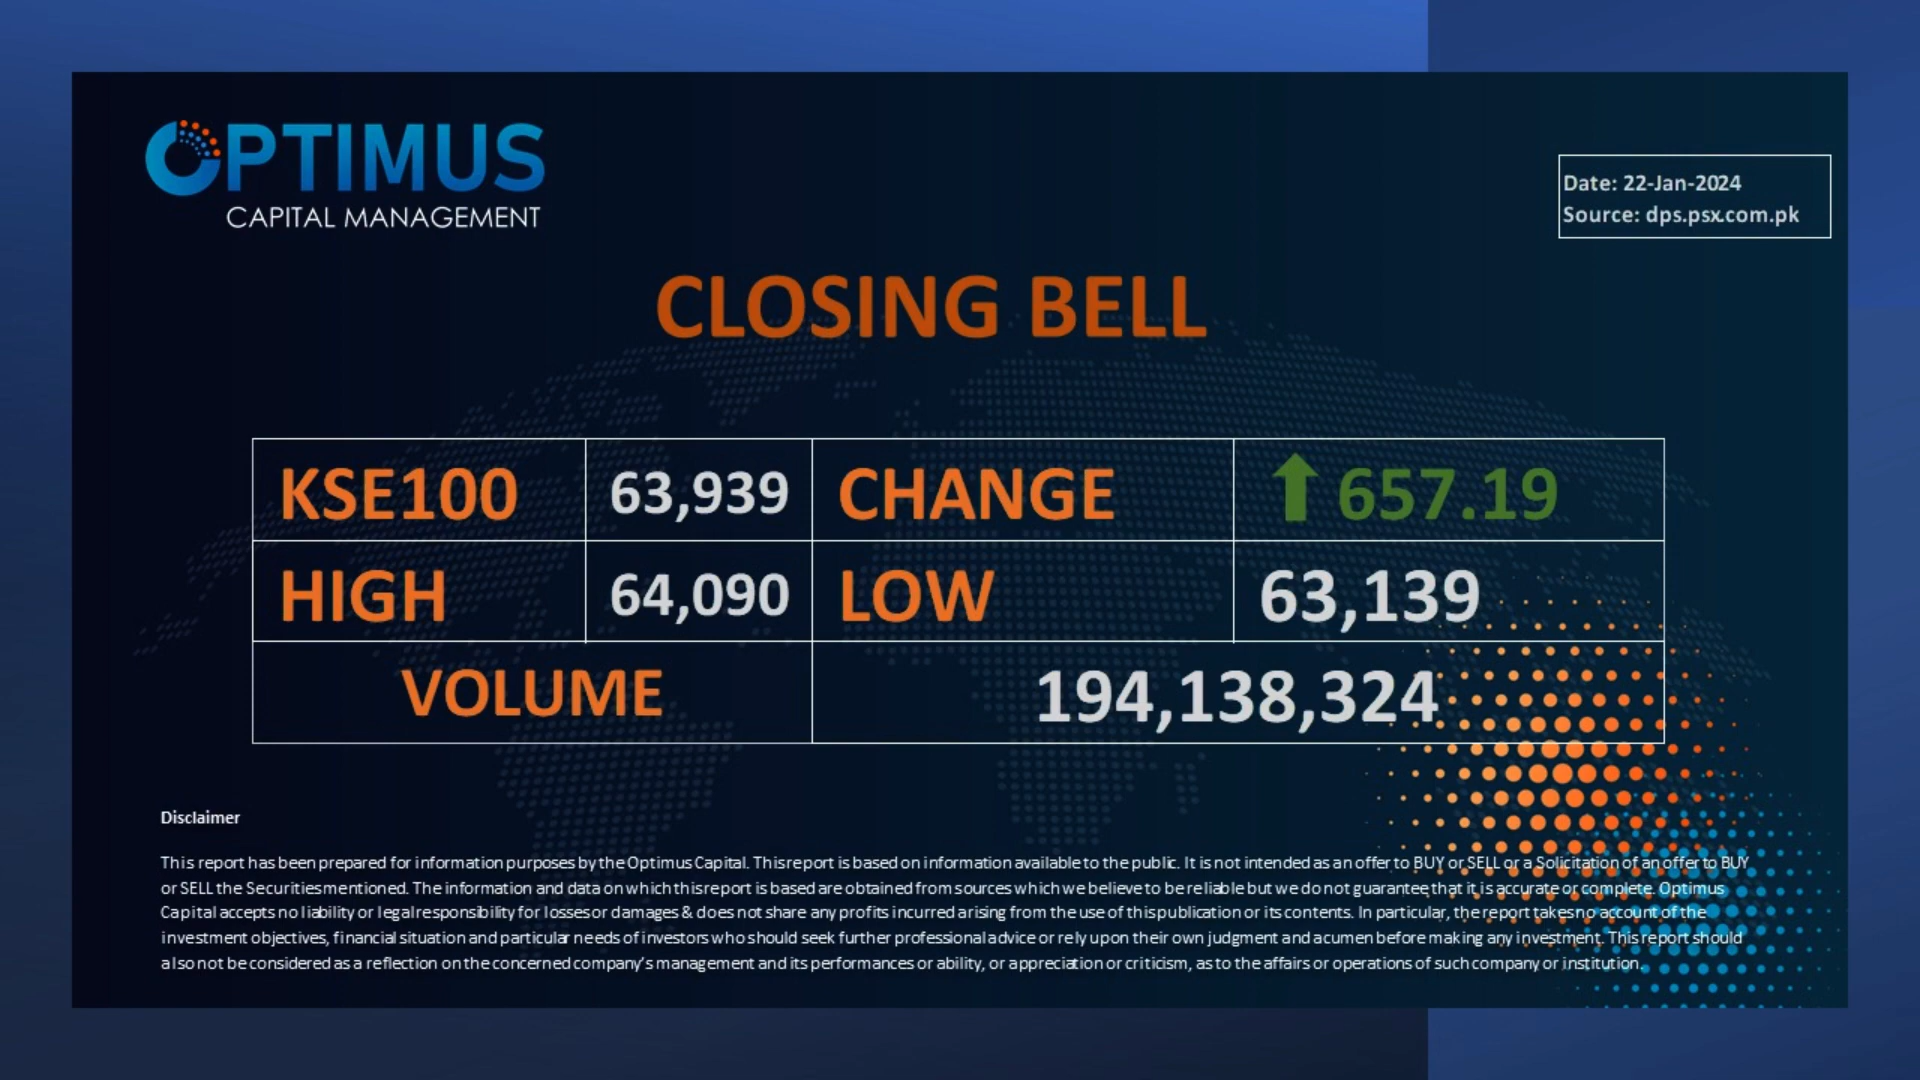 OPTIMUS
CAPITAL MANAGEMENT
Date: 22-Jan-2024
Source: dps.psx.com.pk
CLOSING BELL
KSE100 63,939 CHANGE 657.19
HIGH 64,090 LOW 63,139
VOLUME 194,138,324
Disclaimer
This report has been prepared for information purposes by the Optimus Capital. This report is based on information available to the public. It is not intended as an offer to BUY or SELL or a Solicitation of an offer to BUY
or SELL the Securities mentioned. The information and data on which this report is based are obtained from sources which we believe to be reliable but we do not guarantee that it is accurate or complete. Optimus
Capital accepts no liability or legal responsibility for losses or damages & does not share any profits incurred arising from the use of this publication or its contents. In particular, the report takes no account of the
investment objectives, financial situation and particular needs of investors who should seek further professional advice or rely upon their own judgment and acumen before making any investment. This report should
also not be considered as a reflection on the concerned company's management and its performances or ability, or appreciation or criticism, as to the affairs or operations of such company or institution.